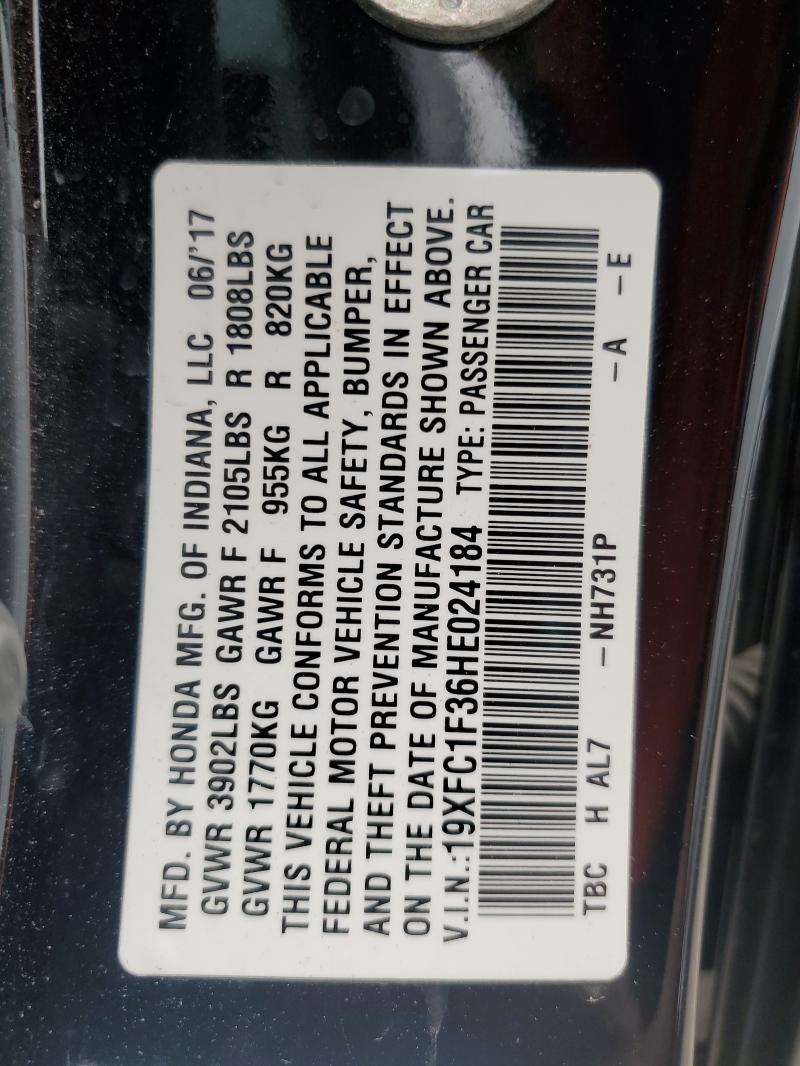 MFD. BY HONDA MFG. OF INDIANA, LLC 06/'17
GVWR 3902LBS GAWR F 2105LBS R 1808LBS
GVWR 1770KG GAWR F 955KG R 820KG
THIS VEHICLE CONFORMS TO ALL APPLICABLE
FEDERAL MOTOR VEHICLE SAFETY, BUMPER,
AND THEFT PREVENTION STANDARDS IN EFFECT
ON THE DATE OF MANUFACTURE SHOWN ABOVE.
V.I.N.:19XFC1F36HE024184 TYPE: PASSENGER CAR
TBC H AL7 –NH731P –A –E